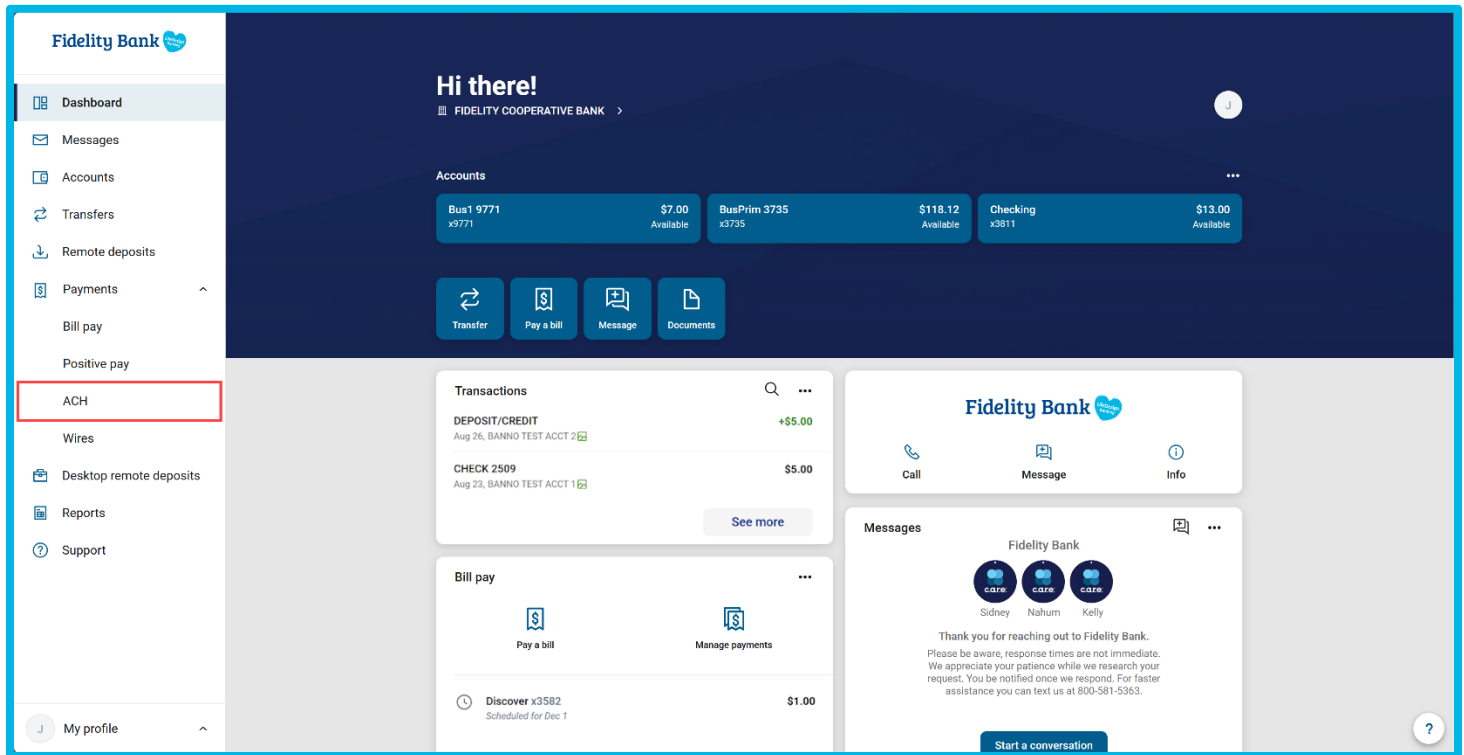 Fidelity Bank
Dashboard
Messages
Accounts
Transfers
Remote deposits
Payments
Bill pay
Positive pay
ACH
Wires
Desktop remote deposits
Reports
Support
J My profile
Hi there!
FIDELITY COOPERATIVE BANK >
J
Accounts
Bus1 9771 $7.00
x9771 Available
BusPrim 3735 $118.12
x3735 Available
Checking $13.00
x3811 Available
Transfer
Pay a bill
Message
Documents
Transactions
DEPOSIT/CREDIT +$5.00
Aug 26, BANNO TEST ACCT 2
CHECK 2509 $5.00
Aug 23, BANNO TEST ACCT 1
See more
Bill pay
Pay a bill
Manage payments
Discover x3582 $1.00
Scheduled for Dec 1
Fidelity Bank
Call
Message
Info
Messages
Fidelity Bank
c.a.r.e. c.a.r.e. c.a.r.e.
Sidney Nahum Kelly
Thank you for reaching out to Fidelity Bank.
Please be aware, response times are not immediate.
We appreciate your patience while we research your
request. You be notified once we respond. For faster
assistance you can text us at 800-581-5363.
Start a conversation
?